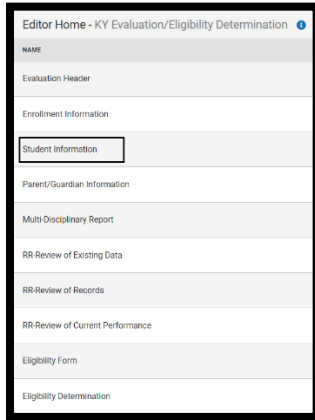 Editor Home - KY Evaluation/Eligibility Determination i
NAME
Evaluation Header
Enrollment Information
Student Information
Parent/Guardian Information
Multi-Disciplinary Report
RR-Review of Existing Data
RR-Review of Records
RR-Review of Current Performance
Eligibility Form
Eligibility Determination